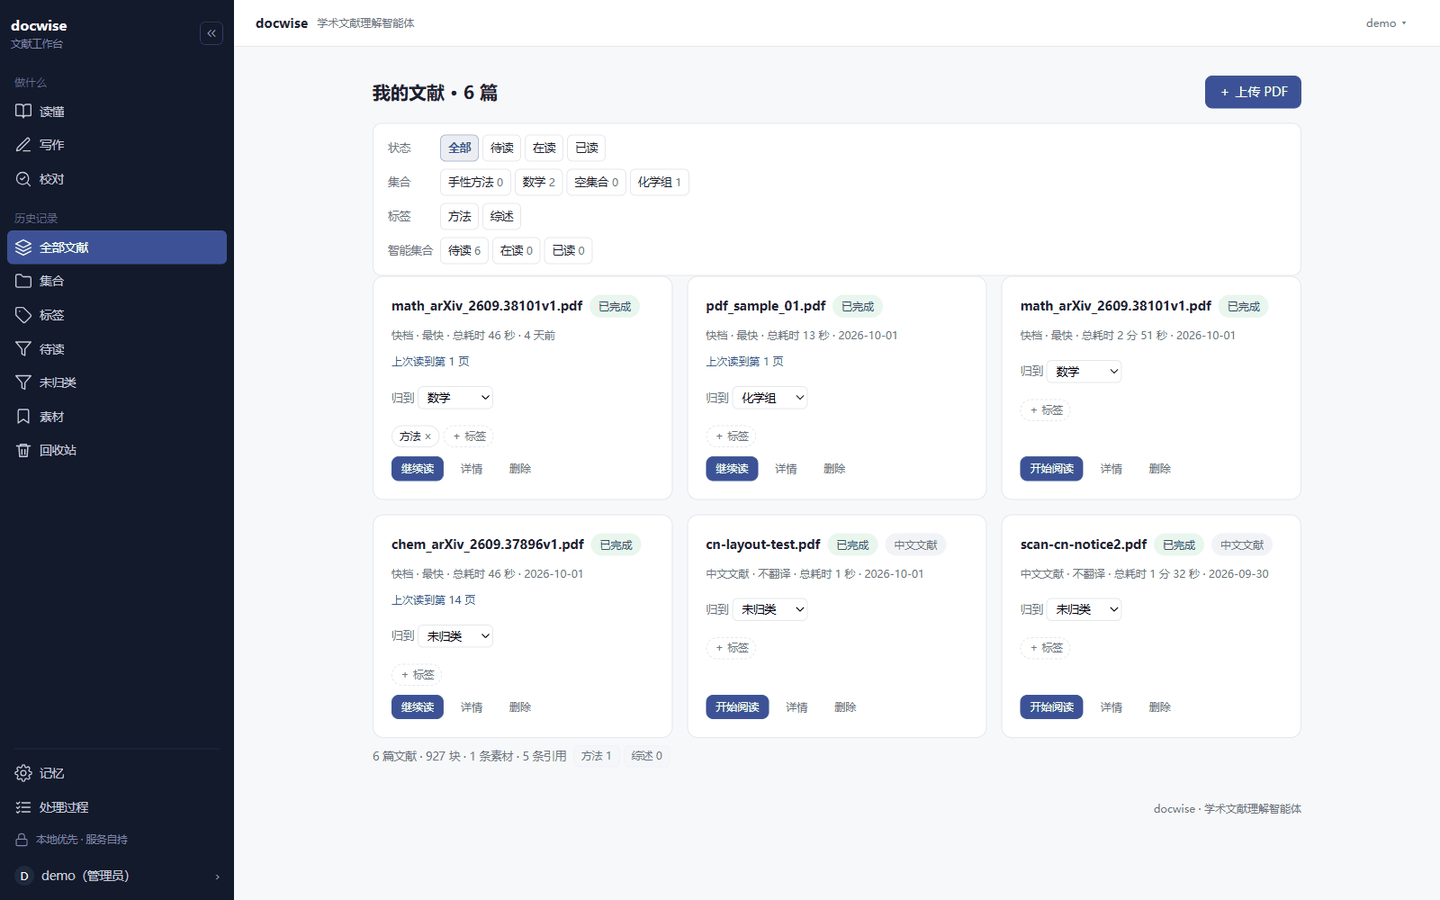 docwise
文献工作台
«
做什么
读懂
写作
校对
历史记录
全部文献
集合
标签
待读
未归类
素材
回收站
记忆
处理过程
本地优先 · 服务自持
D demo（管理员） ›
docwise 学术文献理解智能体
demo
我的文献 · 6 篇
+ 上传 PDF
状态 全部 待读 在读 已读
集合 手性方法 0 数学 2 空集合 0 化学组 1
标签 方法 综述
智能集合 待读 6 在读 0 已读 0
math_arXiv_2609.38101v1.pdf 已完成
快档 · 最快 · 总耗时 46 秒 · 4 天前
上次读到第 1 页
归到 数学
方法 × + 标签
继续读 详情 删除
pdf_sample_01.pdf 已完成
快档 · 最快 · 总耗时 13 秒 · 2026-10-01
上次读到第 1 页
归到 化学组
+ 标签
继续读 详情 删除
math_arXiv_2609.38101v1.pdf 已完成
快档 · 最快 · 总耗时 2 分 51 秒 · 2026-10-01
归到 数学
+ 标签
开始阅读 详情 删除
chem_arXiv_2609.37896v1.pdf 已完成
快档 · 最快 · 总耗时 46 秒 · 2026-10-01
上次读到第 14 页
归到 未归类
+ 标签
继续读 详情 删除
cn-layout-test.pdf 已完成 中文文献
中文文献 · 不翻译 · 总耗时 1 秒 · 2026-10-01
归到 未归类
+ 标签
开始阅读 详情 删除
scan-cn-notice2.pdf 已完成 中文文献
中文文献 · 不翻译 · 总耗时 1 分 32 秒 · 2026-09-30
归到 未归类
+ 标签
开始阅读 详情 删除
6 篇文献 · 927 块 · 1 条素材 · 5 条引用 方法 1 综述 0
docwise · 学术文献理解智能体